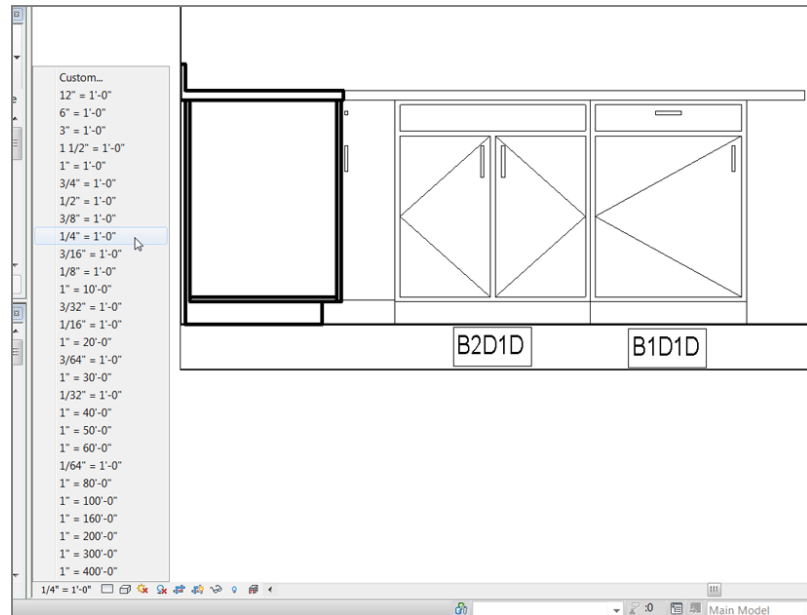 Custom...
12" = 1'-0"
6" = 1'-0"
3" = 1'-0"
1 1/2" = 1'-0"
1" = 1'-0"
3/4" = 1'-0"
1/2" = 1'-0"
3/8" = 1'-0"
1/4" = 1'-0"
3/16" = 1'-0"
1/8" = 1'-0"
1" = 10'-0"
3/32" = 1'-0"
1/16" = 1'-0"
1" = 20'-0"
3/64" = 1'-0"
1" = 30'-0"
1/32" = 1'-0"
1" = 40'-0"
1" = 50'-0"
1" = 60'-0"
1/64" = 1'-0"
1" = 80'-0"
1" = 100'-0"
1" = 160'-0"
1" = 200'-0"
1" = 300'-0"
1" = 400'-0"
B2D1D B1D1D
1/4" = 1'-0"
:0 Main Model